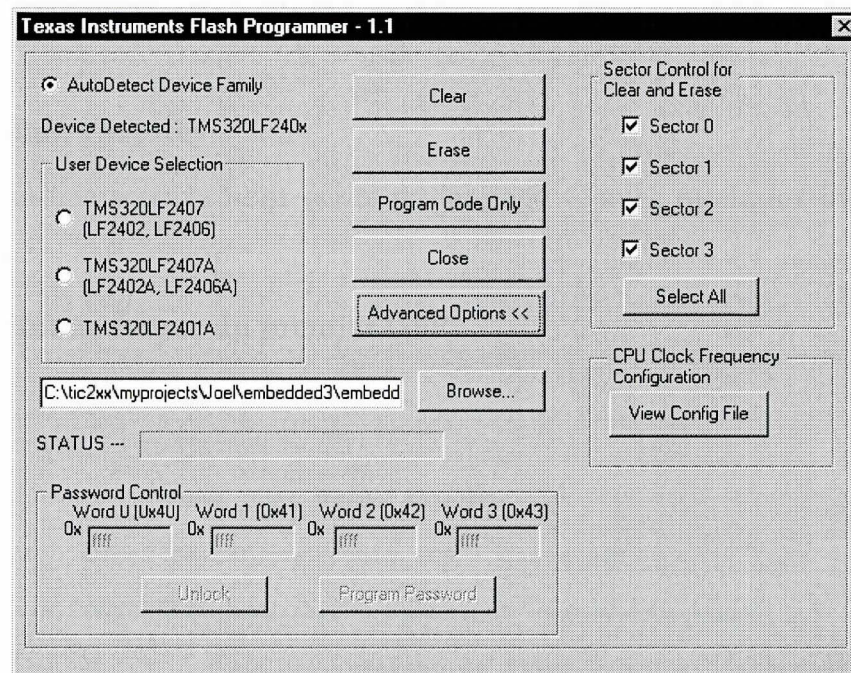 Texas Instruments Flash Programmer - 1.1
AutoDetect Device Family
Device Detected : TMS320LF240x
User Device Selection
TMS320LF2407
(LF2402, LF2406)
TMS320LF2407A
(LF2402A, LF2406A)
TMS320LF2401A
Clear
Erase
Program Code Only
Close
Advanced Options <<
Sector Control for
Clear and Erase
Sector 0
Sector 1
Sector 2
Sector 3
Select All
CPU Clock Frequency
Configuration
View Config File
C:\tic2xx\myprojects\Joel\embedded3\embedd
Browse...
STATUS ---
Password Control
Word 0 (0x40) Word 1 (0x41) Word 2 (0x42) Word 3 (0x43)
0x ffff 0x ffff 0x ffff 0x ffff
Unlock
Program Password